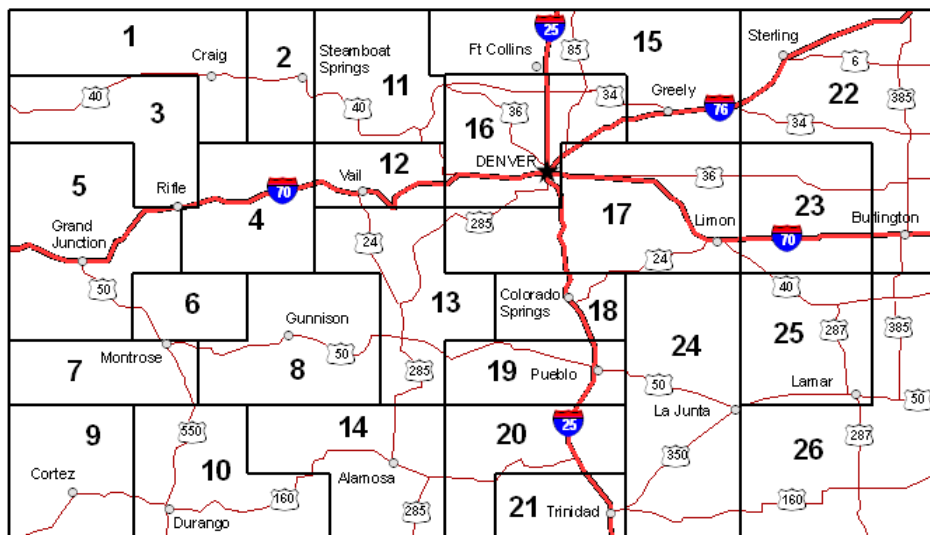 1
2
Steamboat
Springs
Craig
11
Ft Collins
25
85
15
Sterling
6
22
385
40
3
40
16
36
34
Greely
76
34
5
12
DENVER
36
Rifle
70
4
Vail
Grand
Junction
24
285
17
Limon
23
Burlington
70
24
50
6
13
Colorado
Springs
18
40
Gunnison
24
287
25
385
7
Montrose
8
50
285
19
Pueblo
50
Lamar
50
La Junta
9
550
14
20
25
287
10
350
26
Cortez
Alamosa
160
160
285
21
Trinidad
Durango